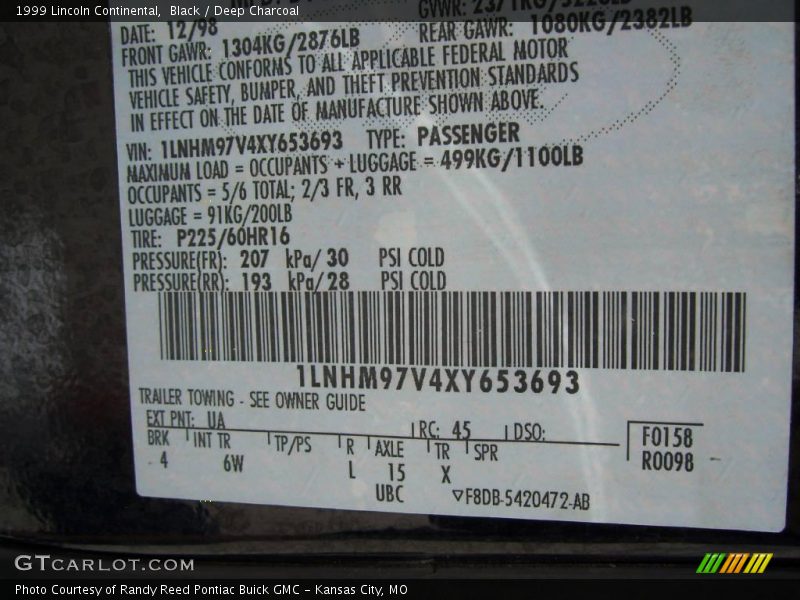 1999 Lincoln Continental, Black / Deep Charcoal
DATE: 12/98 GVWR:
FRONT GAWR: 1304KG/2876LB REAR GAWR: 1080KG/2382LB
THIS VEHICLE CONFORMS TO ALL APPLICABLE FEDERAL MOTOR
VEHICLE SAFETY, BUMPER, AND THEFT PREVENTION STANDARDS
IN EFFECT ON THE DATE OF MANUFACTURE SHOWN ABOVE.
VIN: 1LNHM97V4XY653693 TYPE: PASSENGER
MAXIMUM LOAD = OCCUPANTS + LUGGAGE = 499KG/1100LB
OCCUPANTS = 5/6 TOTAL; 2/3 FR, 3 RR
LUGGAGE = 91KG/200LB
TIRE: P225/60HR16
PRESSURE(FR): 207 kPa/ 30 PSI COLD
PRESSURE(RR): 193 kPa/28 PSI COLD
1LNHM97V4XY653693
TRAILER TOWING - SEE OWNER GUIDE
EXT PNT: UA RC: 45 DSO: F0158
BRK INT TR TP/PS R AXLE TR SPR R0098
4 6W L 15 X
UBC ▽F8DB-5420472-AB
GTCARLOT.COM
Photo Courtesy of Randy Reed Pontiac Buick GMC - Kansas City, MO